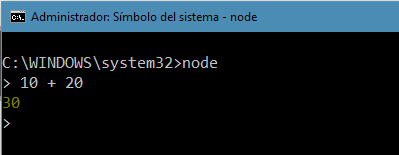 Administrador: Símbolo del sistema - node
C:\WINDOWS\system32>node
> 10 + 20
30
>